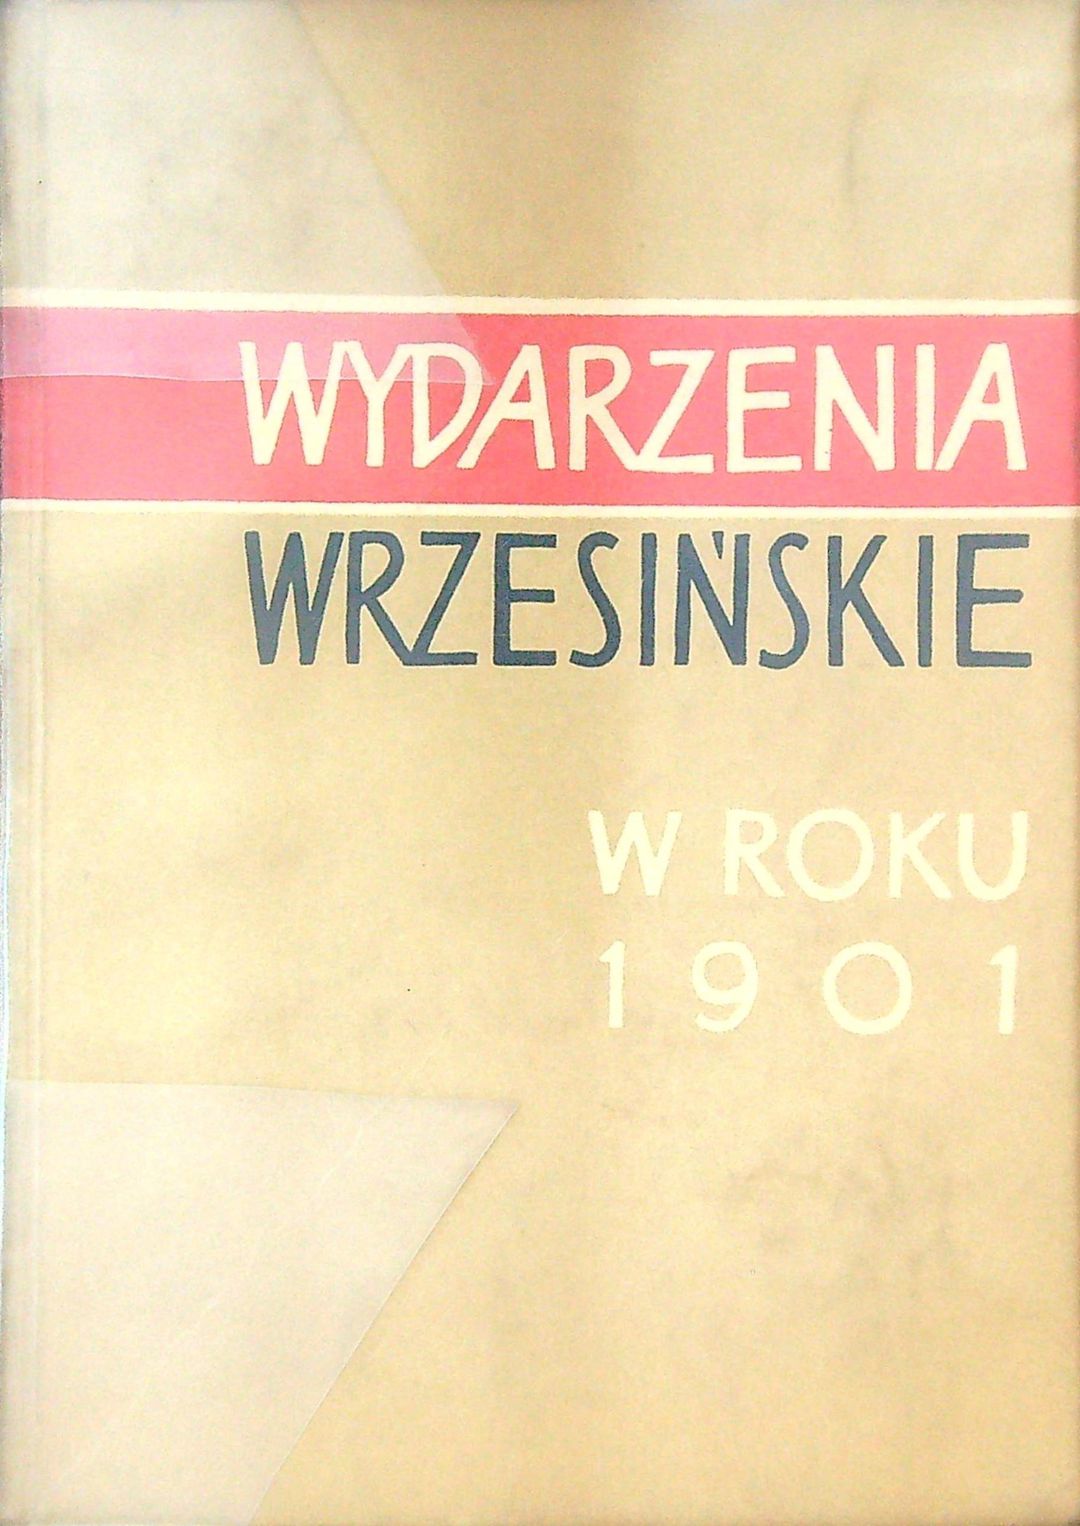 WYDARZENIA
WRZESIŃSKIE
W ROKU
1901